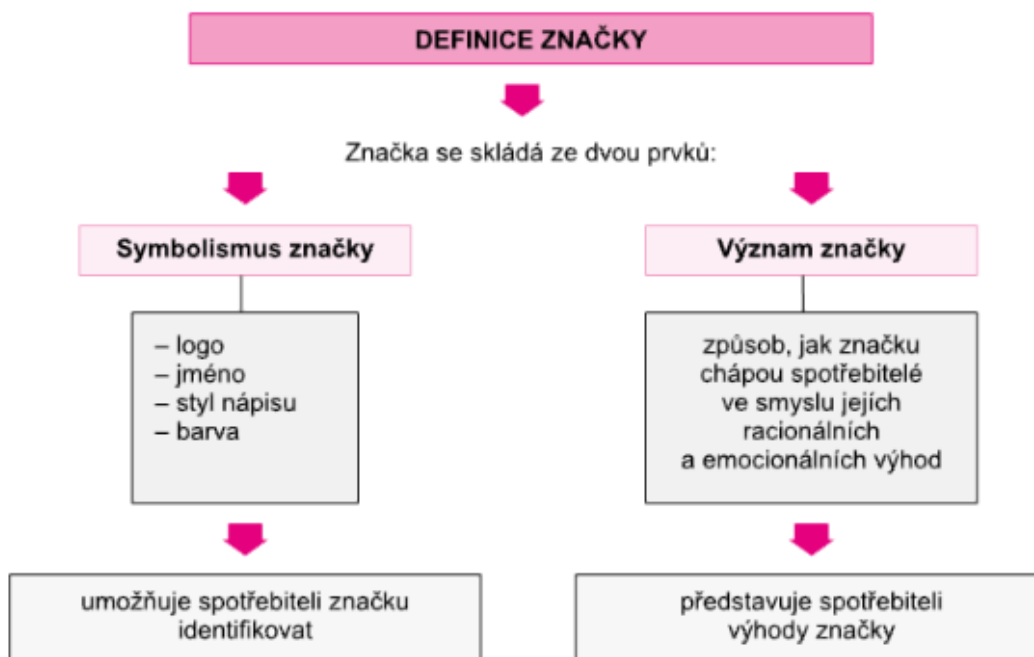 DEFINICE ZNAČKY
Značka se skládá ze dvou prvků:
Symbolismus značky
– logo
– jméno
– styl nápisu
– barva
umožňuje spotřebiteli značku
identifikovat
Význam značky
způsob, jak značku
chápou spotřebitelé
ve smyslu jejích
racionálních
a emocionálních výhod
představuje spotřebiteli
výhody značky